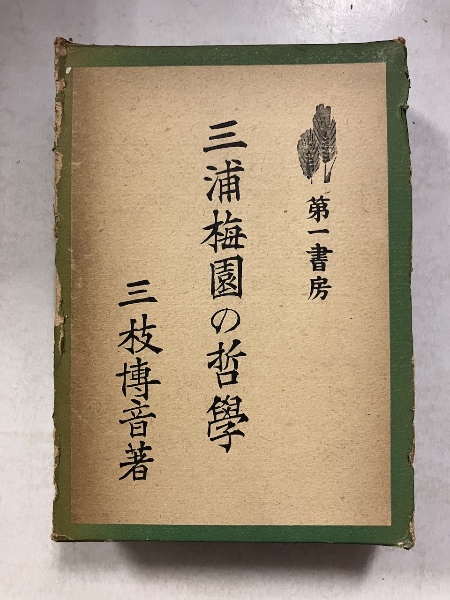 第一書房
三浦梅園の哲學
三枝博音著